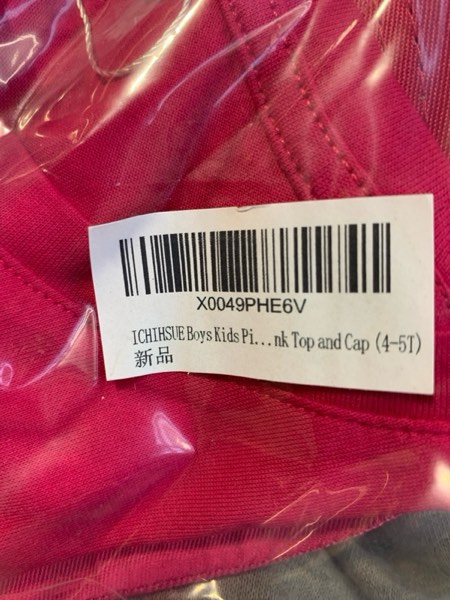 X0049PHE6V
ICHIHSUE Boys Kids Pi...nk Top and Cap (4-5T)
新品